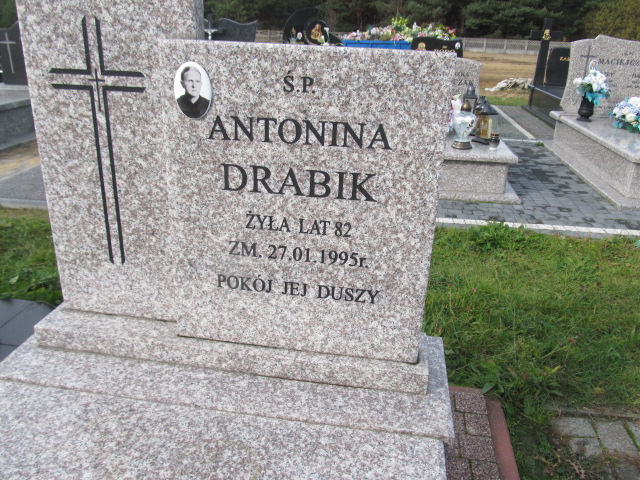 Ś.P.
ANTONINA
DRABIK
ŻYŁA LAT 82
ZM. 27.01.1995r.
POKÓJ JEJ DUSZY